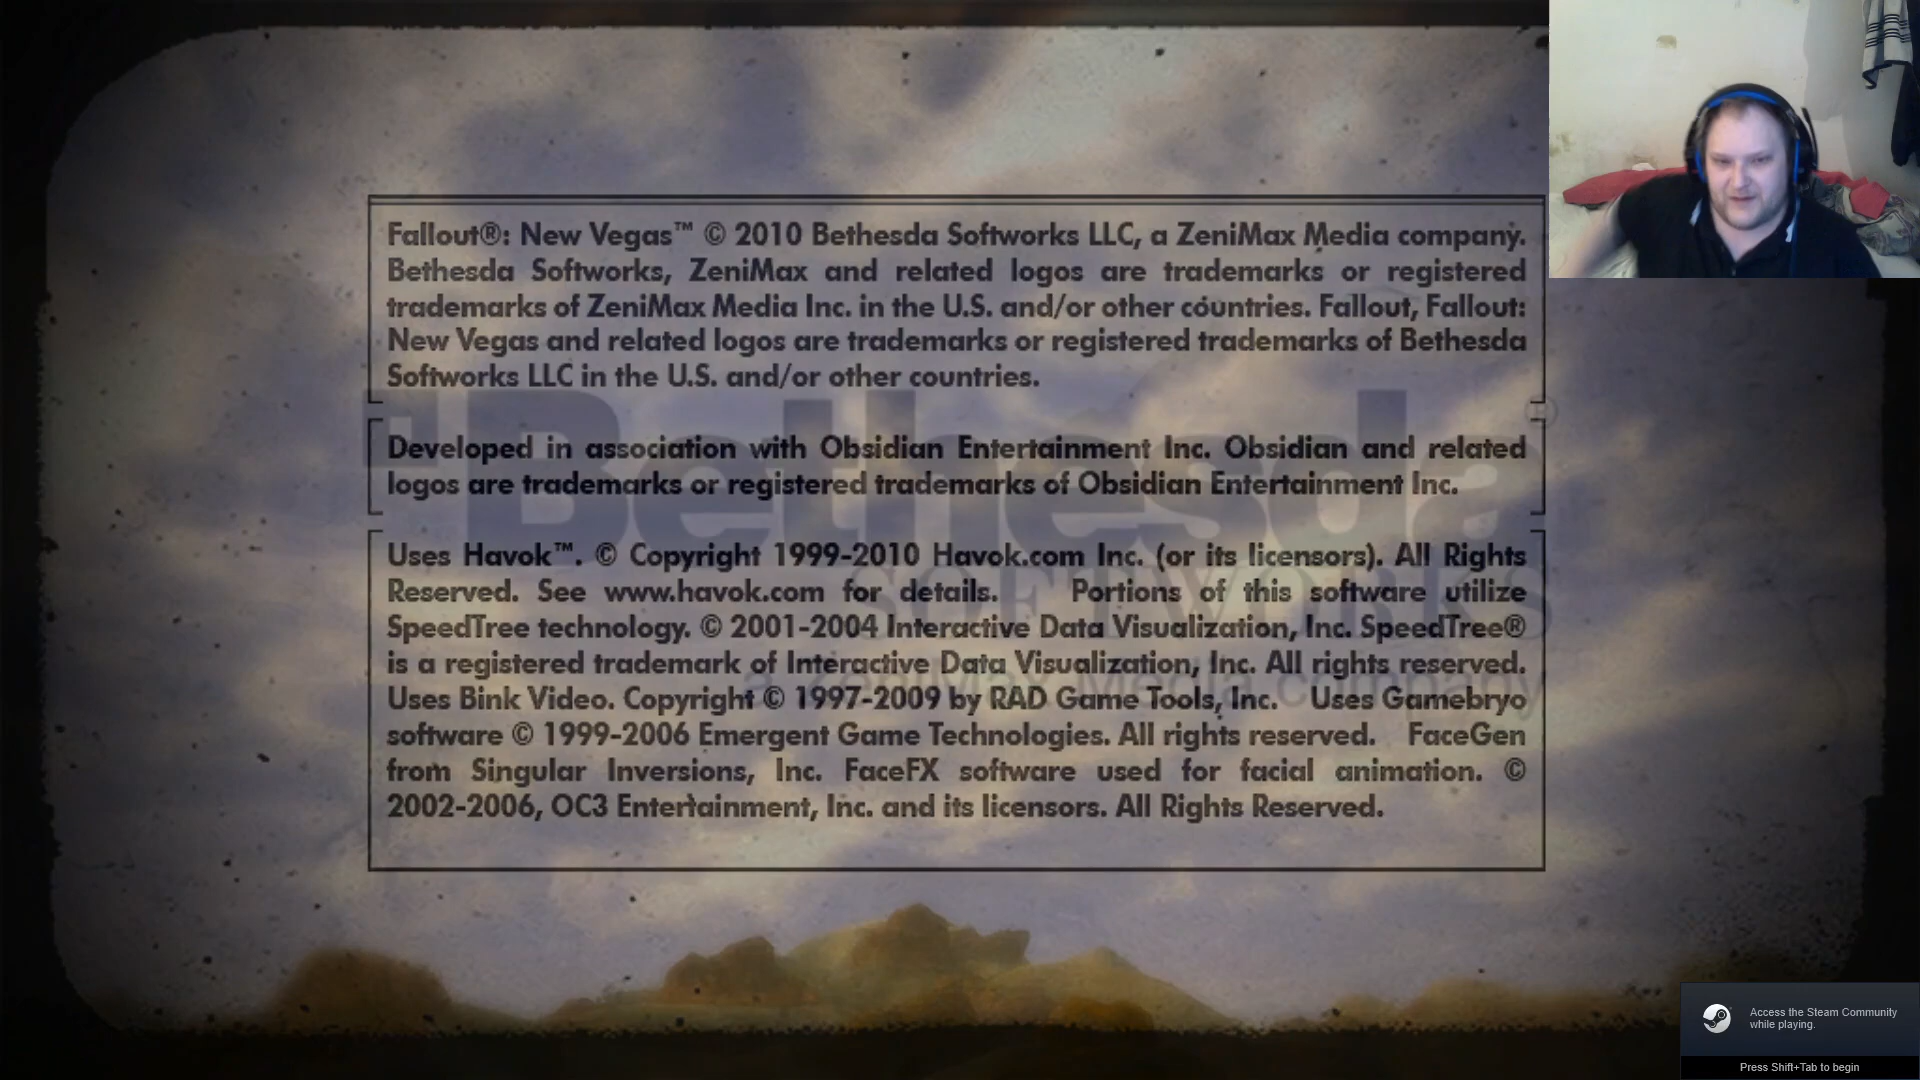 Fallout®: New Vegas™ © 2010 Bethesda Softworks LLC, a ZeniMax Media company.
Bethesda Softworks, ZeniMax and related logos are trademarks or registered
trademarks of ZeniMax Media Inc. in the U.S. and/or other countries. Fallout, Fallout:
New Vegas and related logos are trademarks or registered trademarks of Bethesda
Softworks LLC in the U.S. and/or other countries.
Bethesda
Developed in association with Obsidian Entertainment Inc. Obsidian and related
logos are trademarks or registered trademarks of Obsidian Entertainment Inc.
Uses Havok™. © Copyright 1999-2010 Havok.com Inc. (or its licensors). All Rights
Reserved. See www.havok.com for details. Portions of this software utilize
SOFTWORKS
SpeedTree technology. © 2001-2004 Interactive Data Visualization, Inc. SpeedTree®
is a registered trademark of Interactive Data Visualization, Inc. All rights reserved.
a ZeniMax Media company
Uses Bink Video. Copyright © 1997-2009 by RAD Game Tools, Inc. Uses Gamebryo
software © 1999-2006 Emergent Game Technologies. All rights reserved. FaceGen
from Singular Inversions, Inc. FaceFX software used for facial animation. ©
2002-2006, OC3 Entertainment, Inc. and its licensors. All Rights Reserved.
Access the Steam Community
while playing.
Press Shift+Tab to begin